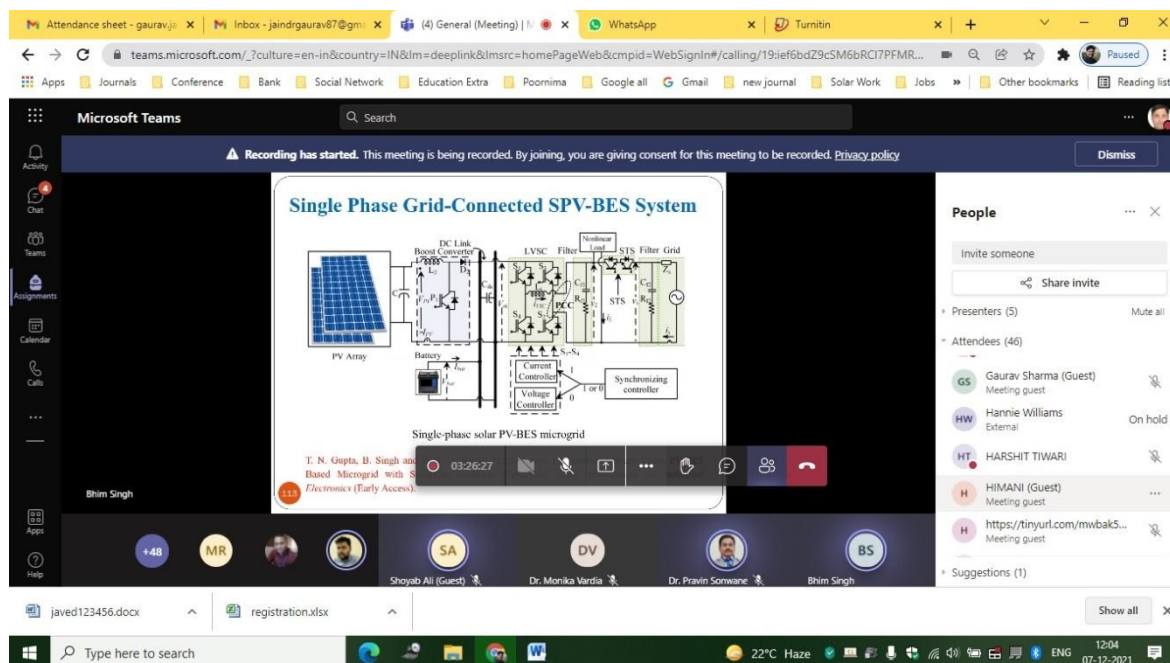 Attendance sheet - gaurav.ja
Inbox - jaindrgaurav87@gma
(4) General (Meeting) | M
WhatsApp
Turnitin
teams.microsoft.com/_?culture=en-in&country=IN&lm=deeplink&lmsrc=homePageWeb&cmpid=WebSignIn#/calling/19:ief6bdZ9cSM6bRCI7PFMR...
Paused
Apps Journals Conference Bank Social Network Education Extra Poornima Google all Gmail new journal Solar Work Jobs » Other bookmarks Reading list
Microsoft Teams
Search
Recording has started. This meeting is being recorded. By joining, you are giving consent for this meeting to be recorded. Privacy policy
Dismiss
Activity
4
Chat
Teams
Assignments
Calendar
Calls
Apps
Help
Single Phase Grid-Connected SPV-BES System
DC Link
Boost Converter
LVSC Filter
Nonlinear
Load
STS Filter Grid
L₂ D₂
PCC
STS
PV Array
Battery
S₁-S₄
Current
Controller
Voltage
Controller
1
1 or 0
0
Synchronizing
controller
Single-phase solar PV-BES microgrid
T. N. Gupta, B. Singh and
Based Microgrid with S
Electronics (Early Access).
113
03:26:27
Bhim Singh
People
Invite someone
Share invite
Presenters (5) Mute all
Attendees (46)
GS Gaurav Sharma (Guest)
Meeting guest
HW Hannie Williams On hold
External
HT HARSHIT TIWARI
H HIMANI (Guest)
Meeting guest
H https://tinyurl.com/mwbak5...
Meeting guest
Suggestions (1)
+48
MR
SA
DV
BS
Shoyab Ali (Guest)
Dr. Monika Vardia
Dr. Pravin Sonwane
Bhim Singh
javed123456.docx
registration.xlsx
Show all
Type here to search
22°C Haze
ENG
12:04
07-12-2021